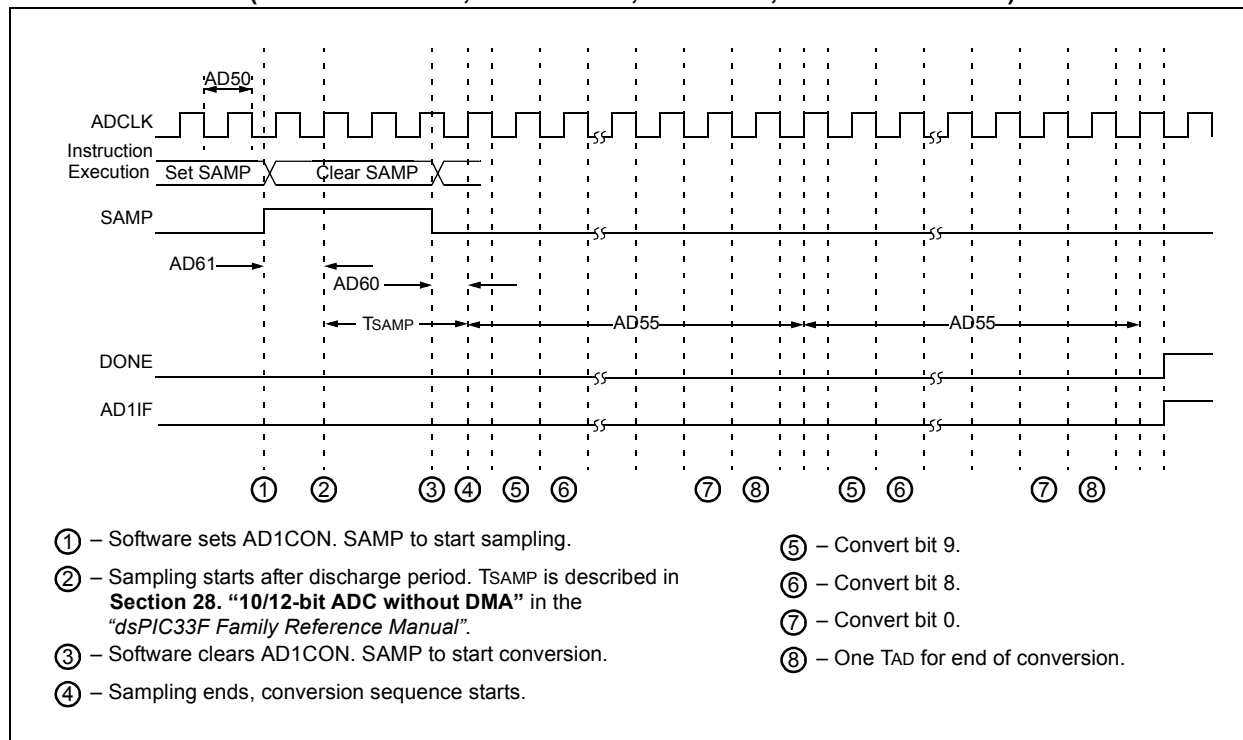 AD50
ADCLK
Instruction
Execution
Set SAMP
Clear SAMP
SAMP
AD61
AD60
TSAMP
AD55
AD55
DONE
AD1IF
1 2 3 4 5 6 7 8 5 6 7 8
1 – Software sets AD1CON. SAMP to start sampling.
2 – Sampling starts after discharge period. TSAMP is described in
Section 28. “10/12-bit ADC without DMA” in the
“dsPIC33F Family Reference Manual”.
3 – Software clears AD1CON. SAMP to start conversion.
4 – Sampling ends, conversion sequence starts.
5 – Convert bit 9.
6 – Convert bit 8.
7 – Convert bit 0.
8 – One TAD for end of conversion.